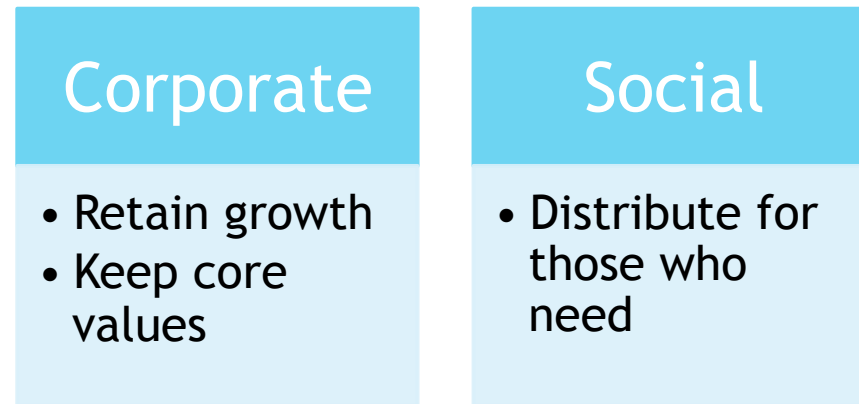 Corporate
• Retain growth
• Keep core
values
Social
• Distribute for
those who
need